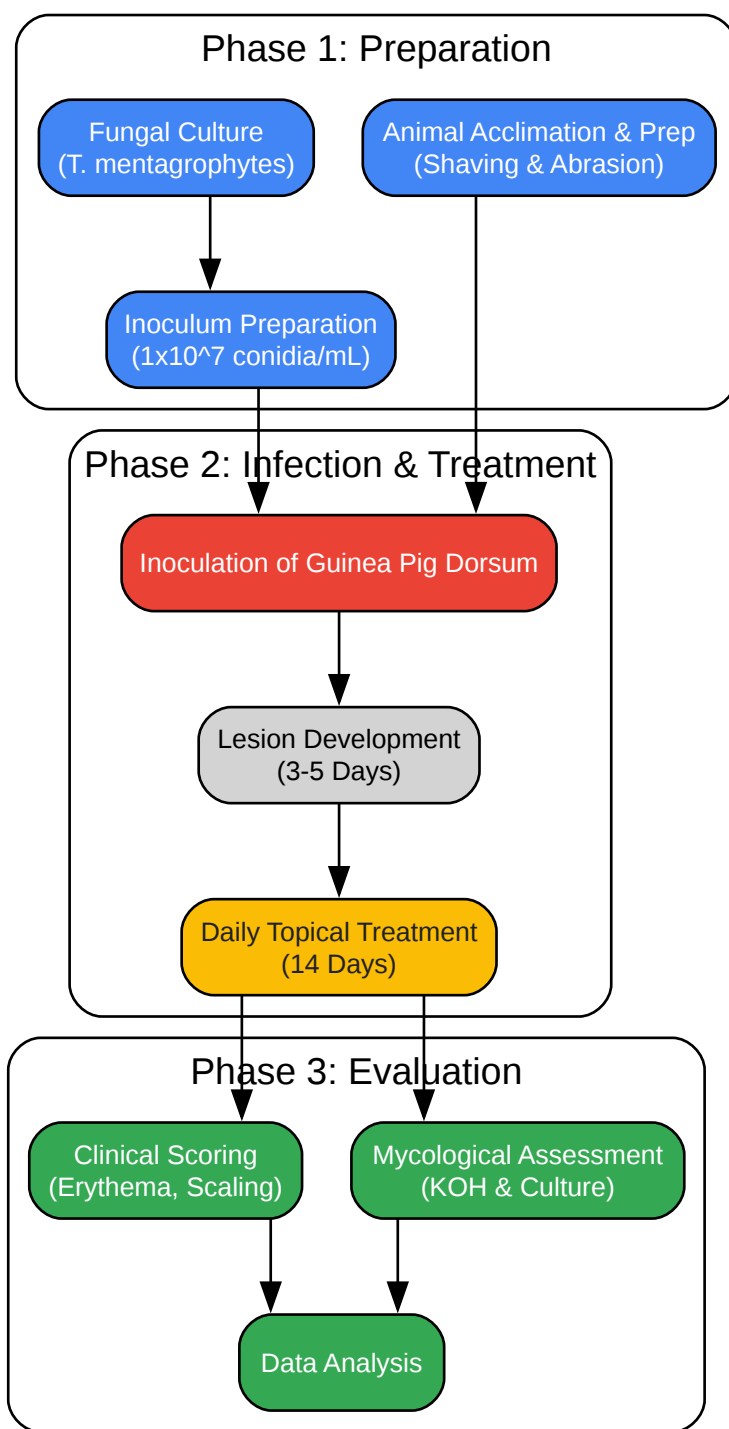 Phase 1: Preparation
Fungal Culture
(T. mentagrophytes)
Animal Acclimation & Prep
(Shaving & Abrasion)
Inoculum Preparation
(1x10^7 conidia/mL)
Phase 2: Infection & Treatment
Inoculation of Guinea Pig Dorsum
Lesion Development
(3-5 Days)
Daily Topical Treatment
(14 Days)
Phase 3: Evaluation
Clinical Scoring
(Erythema, Scaling)
Mycological Assessment
(KOH & Culture)
Data Analysis